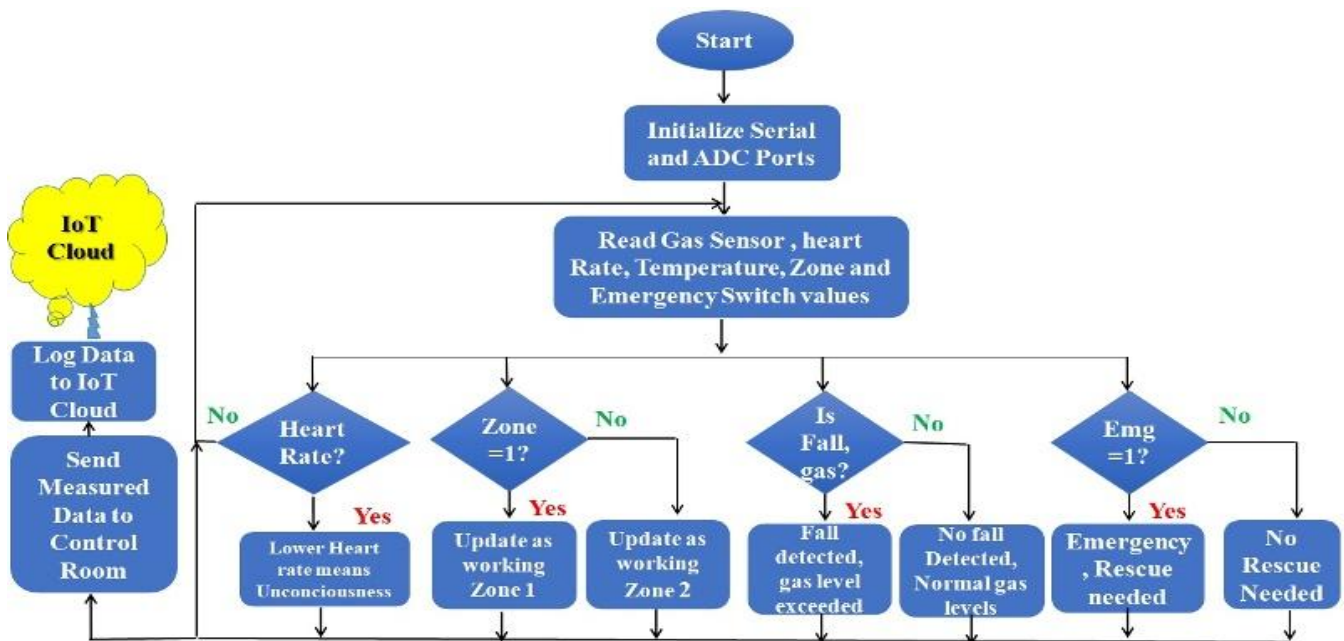 Start
Initialize Serial
and ADC Ports
IoT
Cloud
Read Gas Sensor , heart
Rate, Temperature, Zone and
Emergency Switch values
Log Data
to IoT
Cloud
Send
Measured
Data to
Control
Room
No
Heart
Rate?
Yes
Lower Heart
rate means
Unconciousness
Zone
=1?
No
Yes
Update as
working
Zone 1
Update as
working
Zone 2
Is
Fall,
gas?
No
Yes
Fall
detected,
gas level
exceeded
No fall
Detected,
Normal gas
levels
Emg
=1?
No
Yes
Emergency
, Rescue
needed
No
Rescue
Needed